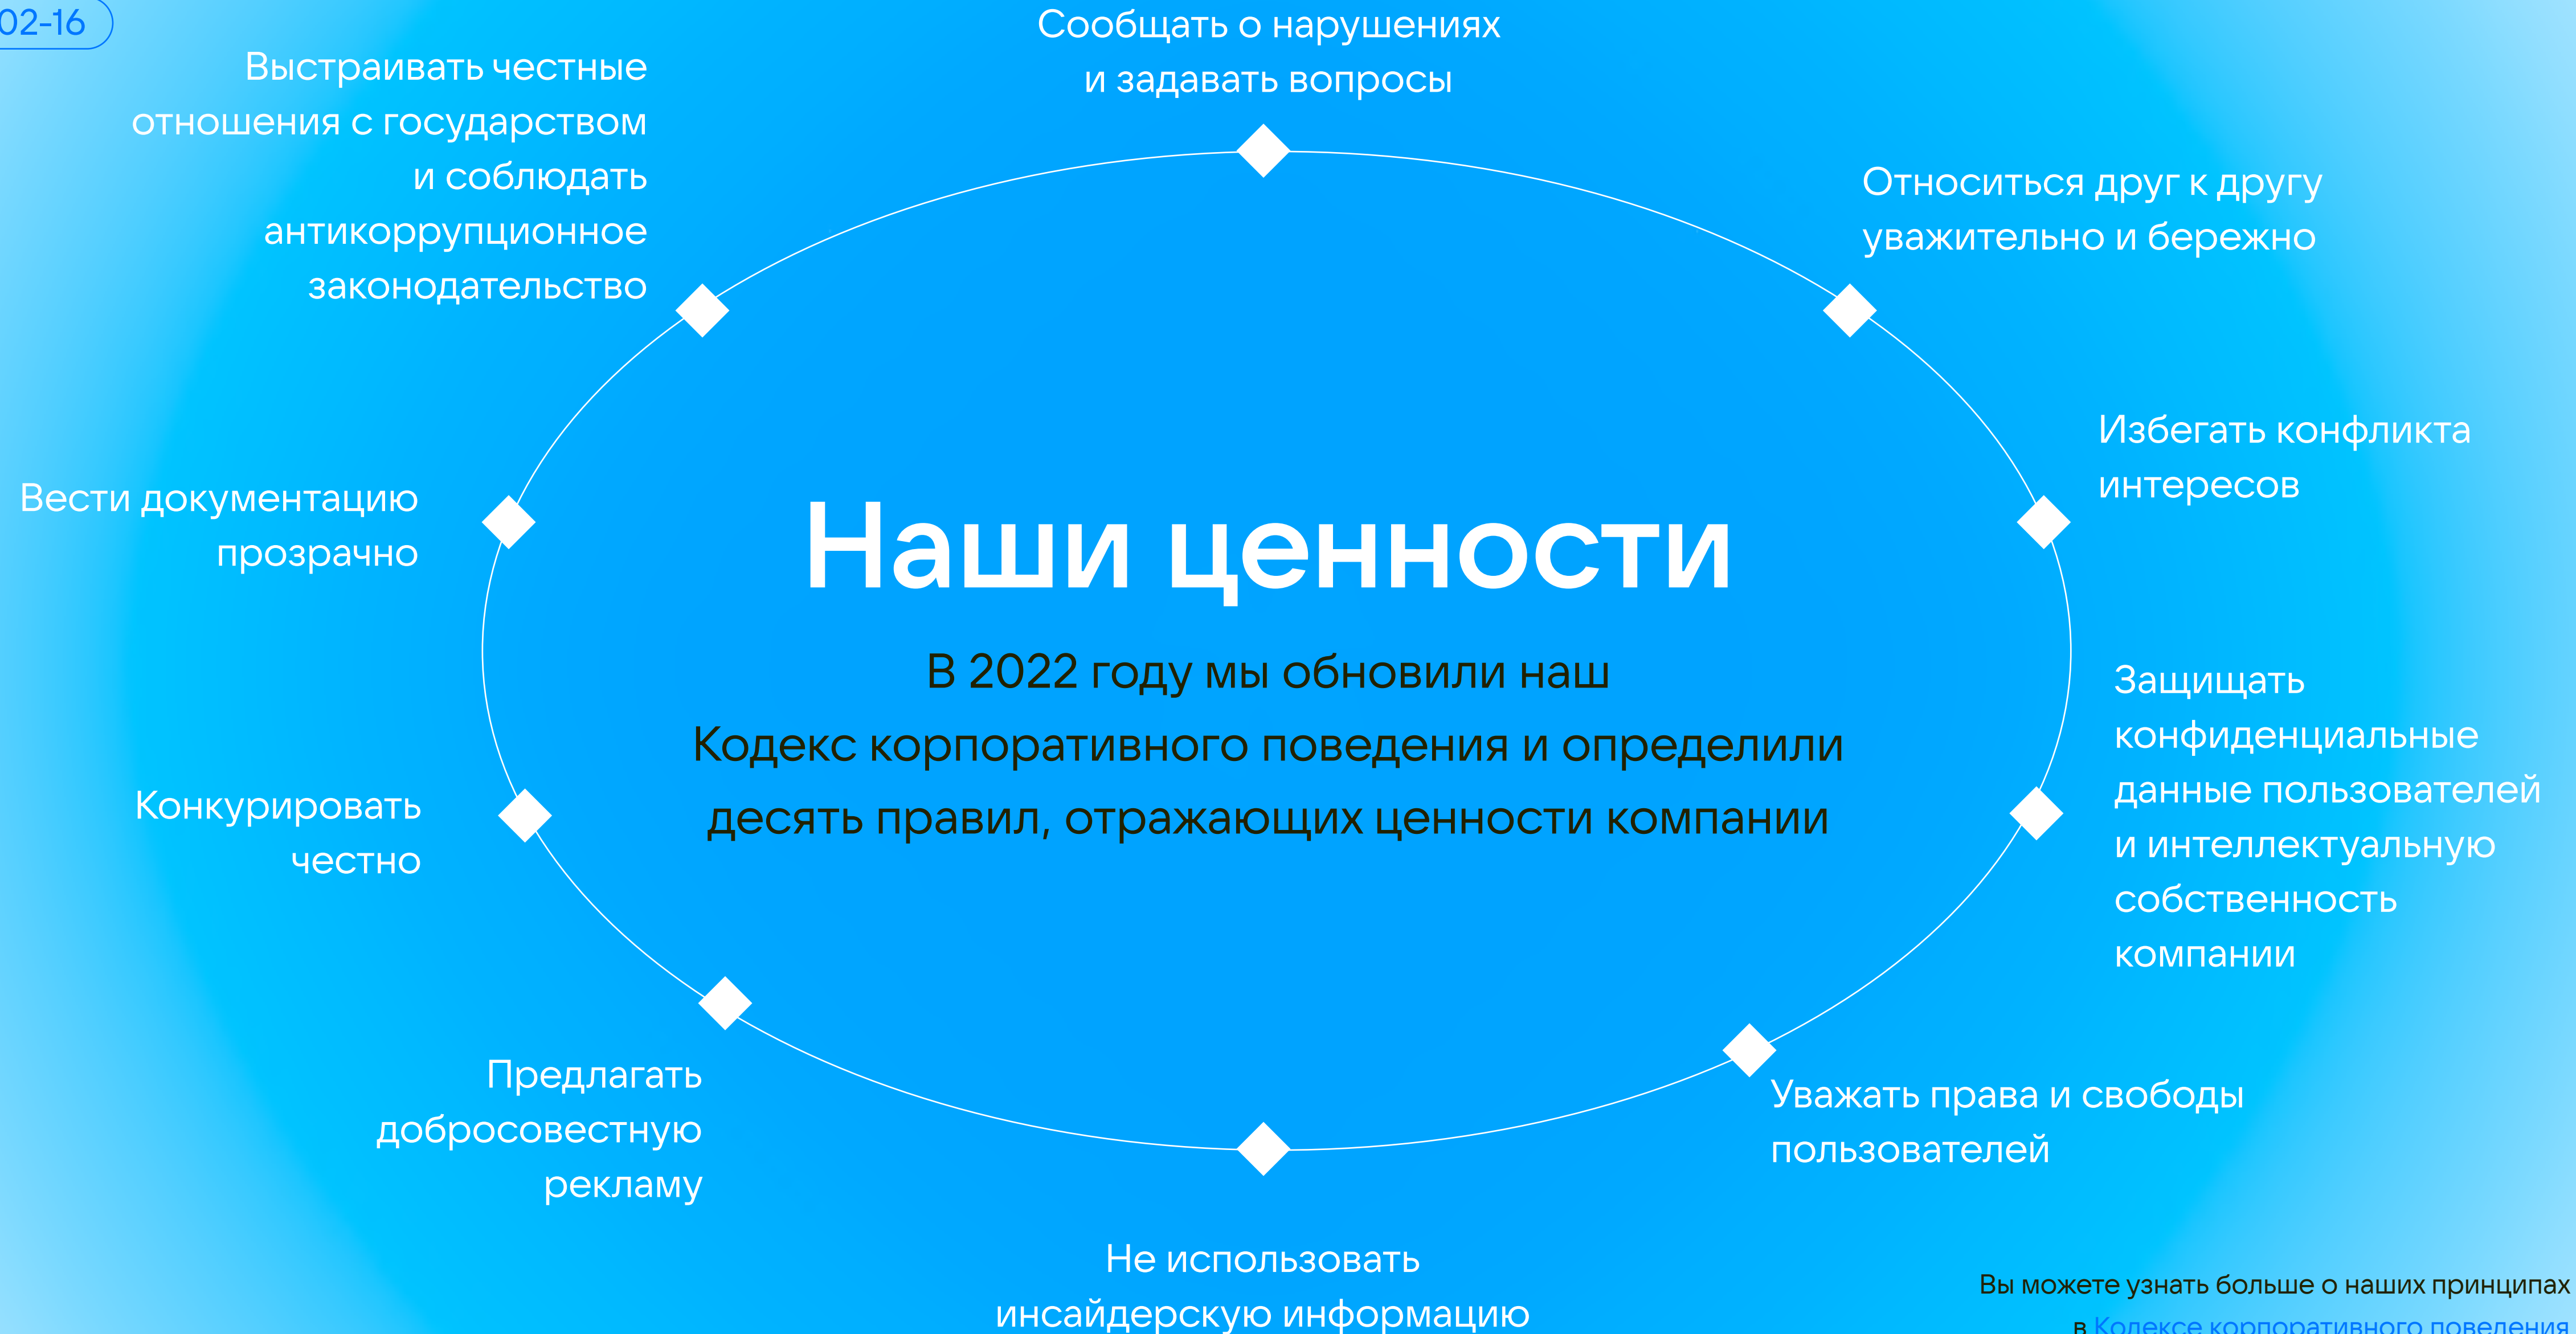 02-16
Сообщать о нарушениях
и задавать вопросы
Выстраивать честные
отношения с государством
и соблюдать
антикоррупционное
законодательство
Относиться друг к другу
уважительно и бережно
Избегать конфликта
интересов
Вести документацию
прозрачно
Наши ценности
В 2022 году мы обновили наш
Кодекс корпоративного поведения и определили
десять правил, отражающих ценности компании
Защищать
конфиденциальные
данные пользователей
и интеллектуальную
собственность
компании
Конкурировать
честно
Предлагать
добросовестную
рекламу
Уважать права и свободы
пользователей
Не использовать
инсайдерскую информацию
Вы можете узнать больше о наших принципах
в Кодексе корпоративного поведения